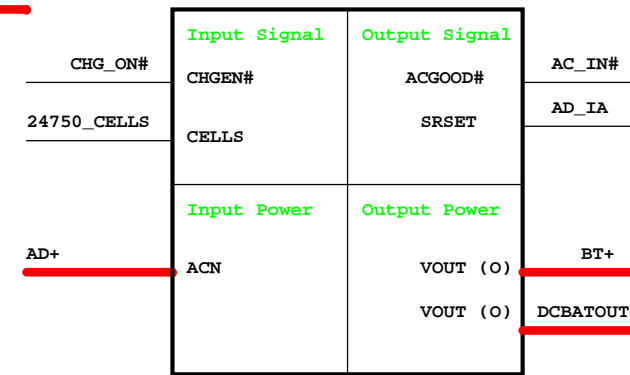 Input Signal Output Signal
CHG_ON# CHGEN# ACGOOD# AC_IN#
24750_CELLS CELLS SRSET AD_IA
Input Power Output Power
AD+ ACN VOUT (O) BT+
VOUT (O) DCBATOUT